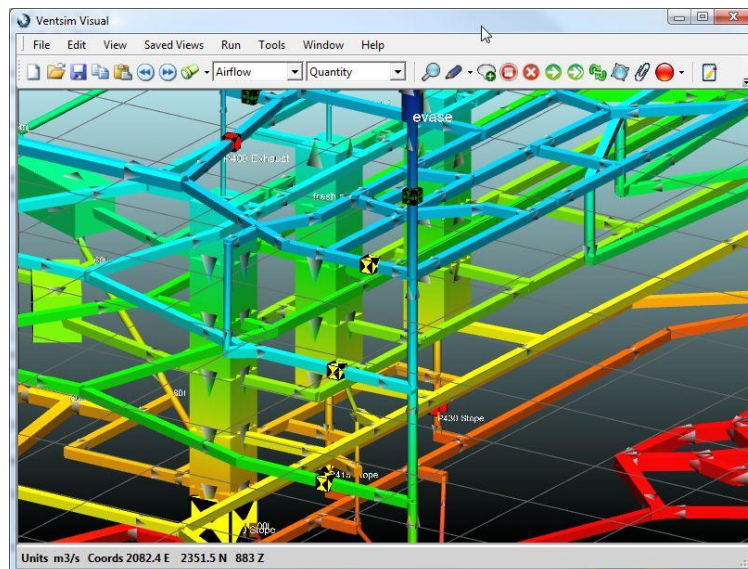 Ventsim Visual
File Edit View Saved Views Run Tools Window Help
Airflow Quantity
evase
P400 Exhaust
fresh
P430 Stope
Stope
Units m3/s Coords 2082.4 E 2351.5 N 883 Z